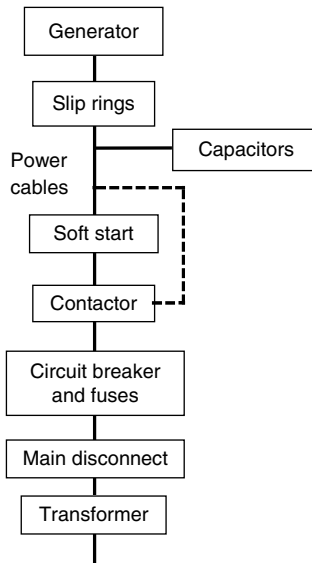 Generator
Slip rings
Power
cables
Capacitors
Soft start
Contactor
Circuit breaker
and fuses
Main disconnect
Transformer